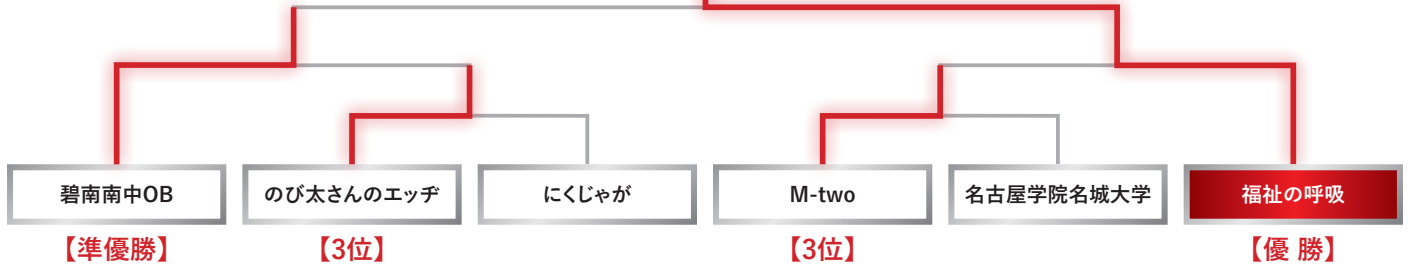 碧南南中OB
のび太さんのエッヂ
にくじゃが
M-two
名古屋学院名城大学
福祉の呼吸
【準優勝】
【3位】
【3位】
【優 勝】